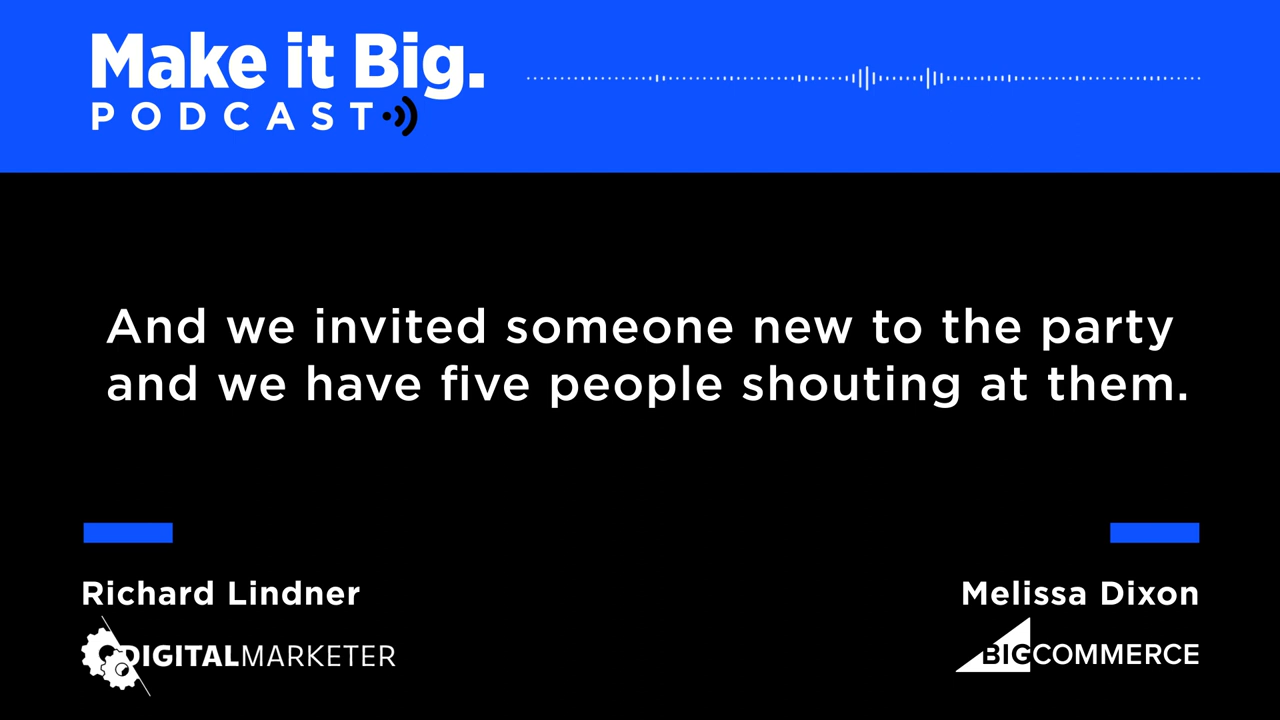 Make it Big.
PODCAST
And we invited someone new to the party
and we have five people shouting at them.
Richard Lindner
Melissa Dixon
DIGITALMARKETER
BIGCOMMERCE